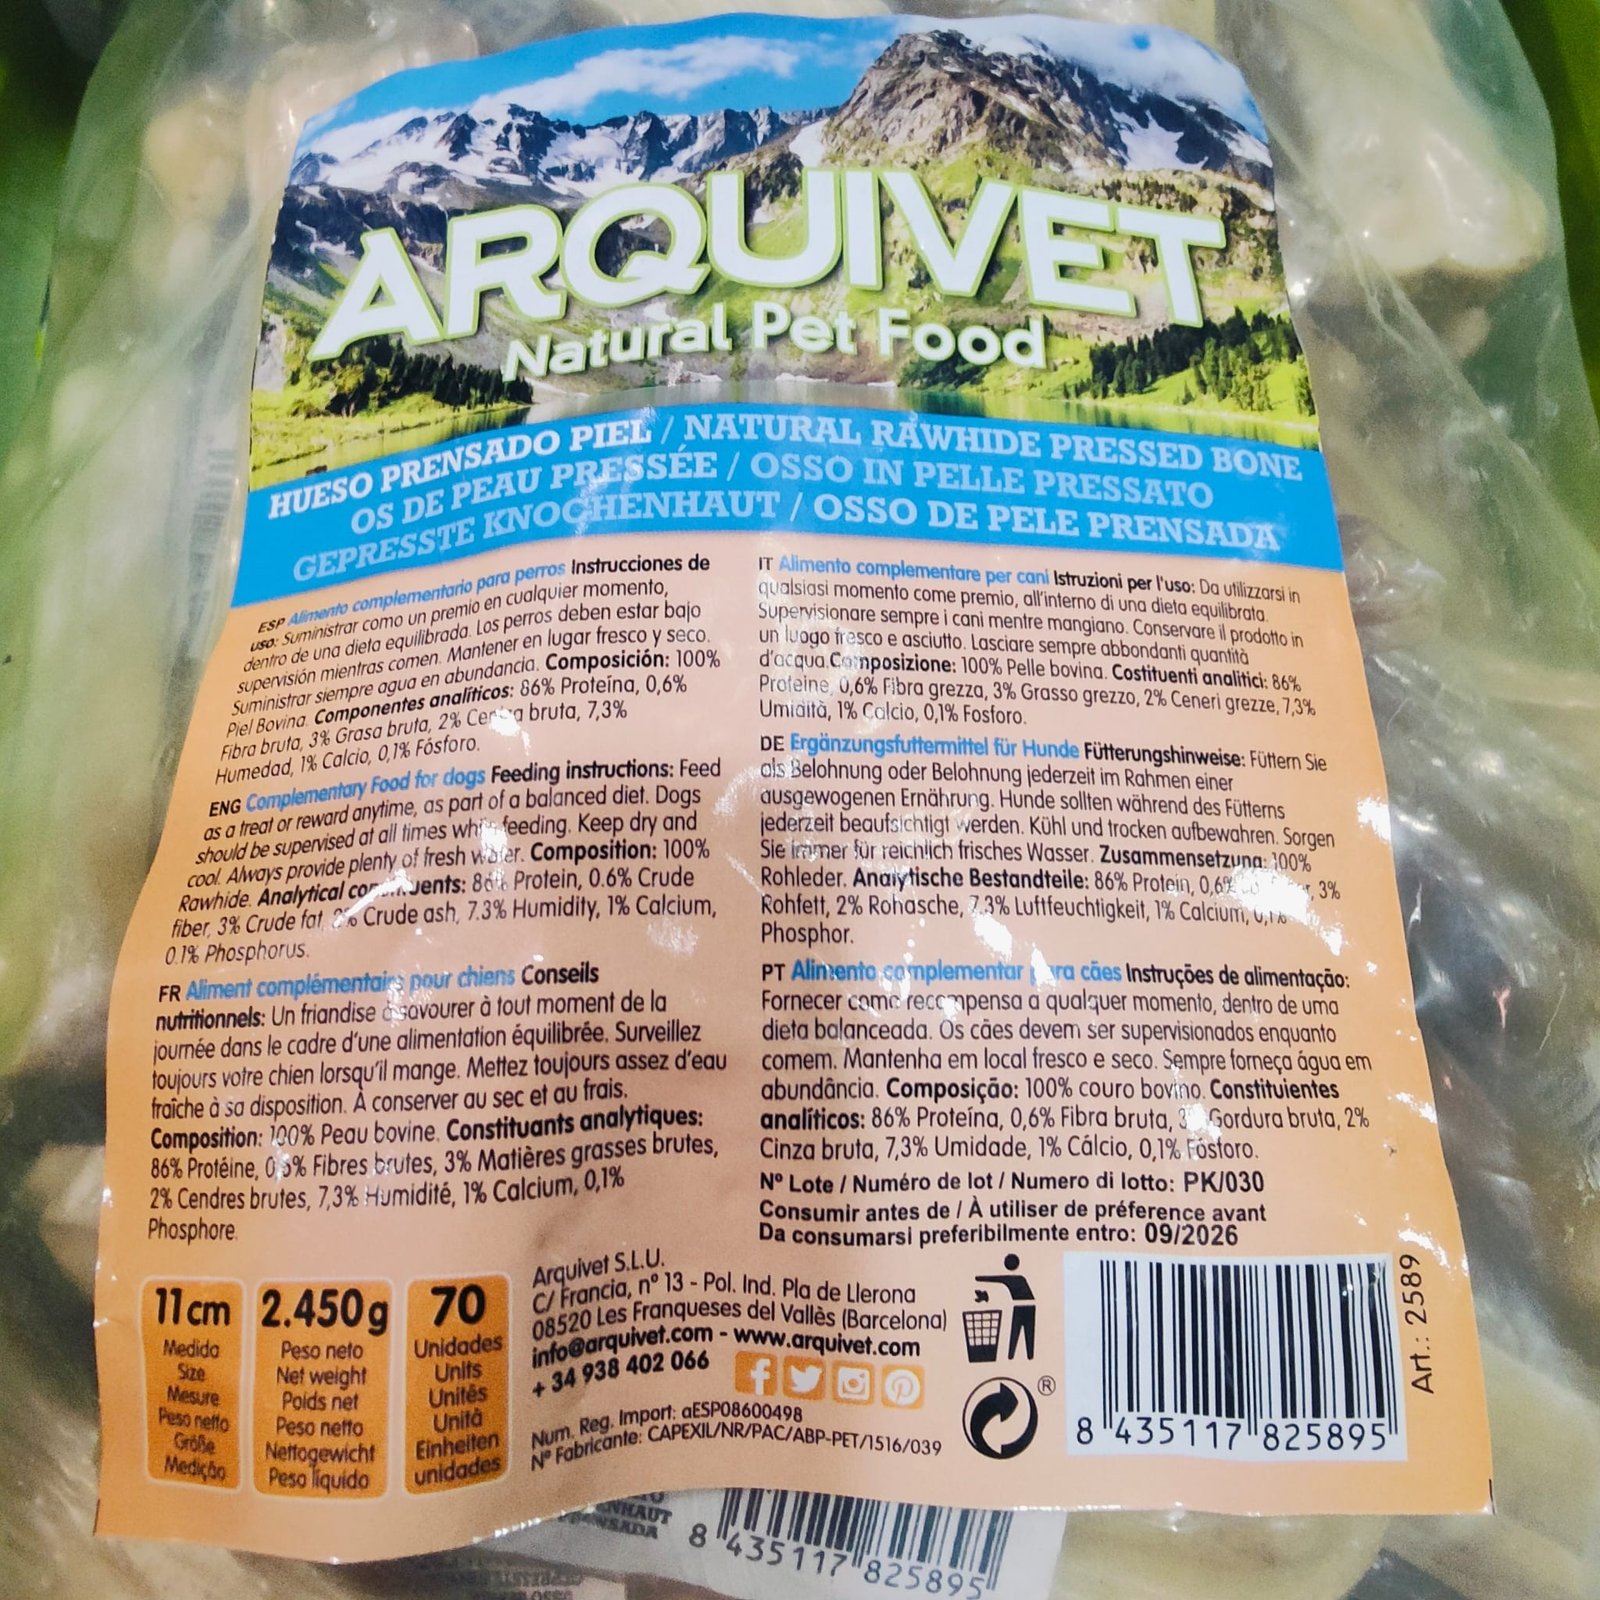 ARQUIVET
Natural Pet Food
HUESO PRENSADO PIEL / NATURAL RAWHIDE PRESSED BONE
OS DE PEAU PRESSÉE / OSSO IN PELLE PRESSATO
GEPRESSTE KNOCHENHAUT / OSSO DE PELE PRENSADA
ESP Alimento complementario para perros Instrucciones de
uso: Suministrar como un premio en cualquier momento,
dentro de una dieta equilibrada. Los perros deben estar bajo
supervisión mientras comen. Mantener en lugar fresco y seco.
Suministrar siempre agua en abundancia. Composición: 100%
Piel Bovina. Componentes analíticos: 86% Proteína, 0,6%
Fibra bruta, 3% Grasa bruta, 2% bruta, 7,3%
Humedad, 1% Calcio, 0,1% Fósforo.
ENG Complementary Food for dogs Feeding instructions: Feed
as a treat or reward anytime, as part of a balanced diet. Dogs
should be supervised at all times while feeding. Keep dry and
cool. Always provide plenty of fresh water. Composition: 100%
Rawhide. Analytical 86% Protein, 0.6% Crude
fiber, 3% Crude fat, 2% Crude ash, 7.3% Humidity, 1% Calcium,
0.1% Phosphorus.
FR Aliment complémentaire pour chiens Conseils
nutritionnels: Un friandise à savourer à tout moment de la
journée dans le cadre d'une alimentation équilibrée. Surveillez
toujours votre chien lorsqu'il mange. Mettez toujours assez d'eau
fraîche à sa disposition. À conserver au sec et au frais.
Composition: 100% Peau bovine. Constituants analytiques:
86% Protéine, 0,6% Fibres brutes, 3% Matières grasses brutes,
2% Cendres brutes, 7,3% Humidité, 1% Calcium, 0,1%
Phosphore.
IT Alimento complementare per cani Istruzioni per l'uso: Da utilizzarsi in
qualsiasi momento come premio, all'interno di una dieta equilibrata.
Supervisionare sempre i cani mentre mangiano. Conservare il prodotto in
un luogo fresco e asciutto. Lasciare sempre abbondanti quantità
d'acqua.Composizione: 100% Pelle bovina. Costituenti analitici: 86%
Proteine, 0,6% Fibra grezza, 3% Grasso grezzo, 2% Ceneri grezze, 7,3%
Umidità, 1% Calcio, 0,1% Fosforo.
DE Ergänzungsfuttermittel für Hunde Fütterungshinweise: Füttern Sie
als Belohnung oder Belohnung jederzeit im Rahmen einer
ausgewogenen Ernährung. Hunde sollten während des Fütterns
jederzeit beaufsichtigt werden. Kühl und trocken aufbewahren. Sorgen
Sie immer für reichlich frisches Wasser. Zusammensetzung: 100%
Rohleder. Analytische Bestandteile: 86% Protein, 0,6% 3%
Rohfett, 2% Rohasche, 7,3% Luftfeuchtigkeit, 1% Calcium, 0,1%
Phosphor.
PT Alimento complementar para cães Instruções de alimentação:
Fornecer como recompensa a qualquer momento, dentro de uma
dieta balanceada. Os cães devem ser supervisionados enquanto
comem. Mantenha em local fresco e seco. Sempre forneça água em
abundância. Composição: 100% couro bovino. Constituientes
analíticos: 86% Proteína, 0,6% Fibra bruta, 3% Gordura bruta, 2%
Cinza bruta, 7,3% Umidade, 1% Cálcio, 0,1% Fósforo.
Nº Lote / Numéro de lot / Numero di lotto: PK/030
Consumir antes de / À utiliser de préference avant
Da consumarsi preferibilmente entro: 09/2026
11cm
Medida
Size
Mesure
Peso netto
Größe
Medição
2.450g
Peso neto
Net weight
Poids net
Peso netto
Nettogewicht
Peso líquido
70
Unidades
Units
Unités
Unità
Einheiten
unidades
Arquivet S.L.U.
C/ Francia, nº 13 - Pol. Ind. Pla de Llerona
08520 Les Franqueses del Vallès (Barcelona)
info@arquivet.com - www.arquivet.com
+ 34 938 402 066
Num. Reg. Import: aESP08600498
Nº Fabricante: CAPEXIL/NR/PAC/ABP-PET/1516/039
®
8 435117 825895
Art.: 2589
8 435117 825895